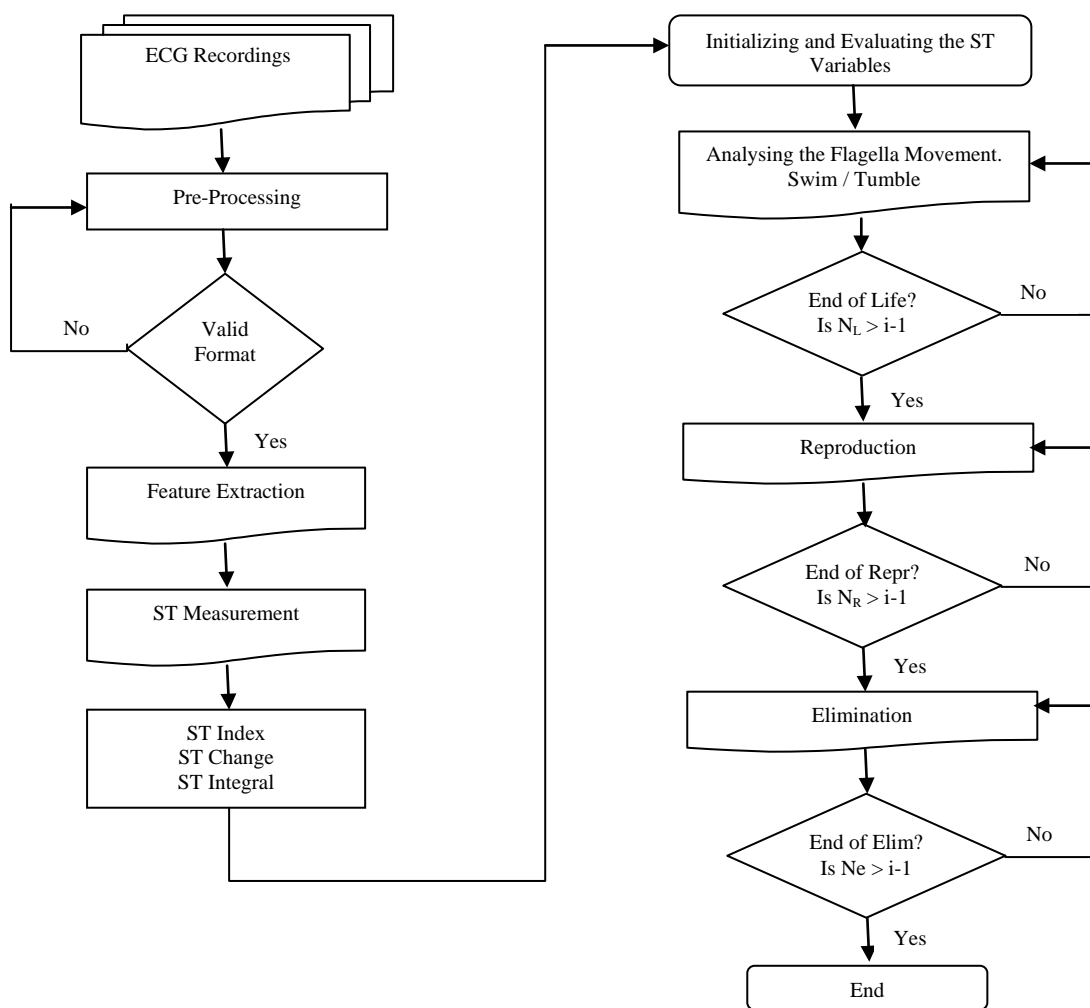 ECG Recordings
Pre-Processing
No
Valid
Format
Yes
Feature Extraction
ST Measurement
ST Index
ST Change
ST Integral
Initializing and Evaluating the ST
Variables
Analysing the Flagella Movement.
Swim / Tumble
End of Life?
Is N_L > i-1
No
Yes
Reproduction
End of Repr?
Is N_R > i-1
No
Yes
Elimination
End of Elim?
Is Ne > i-1
No
Yes
End